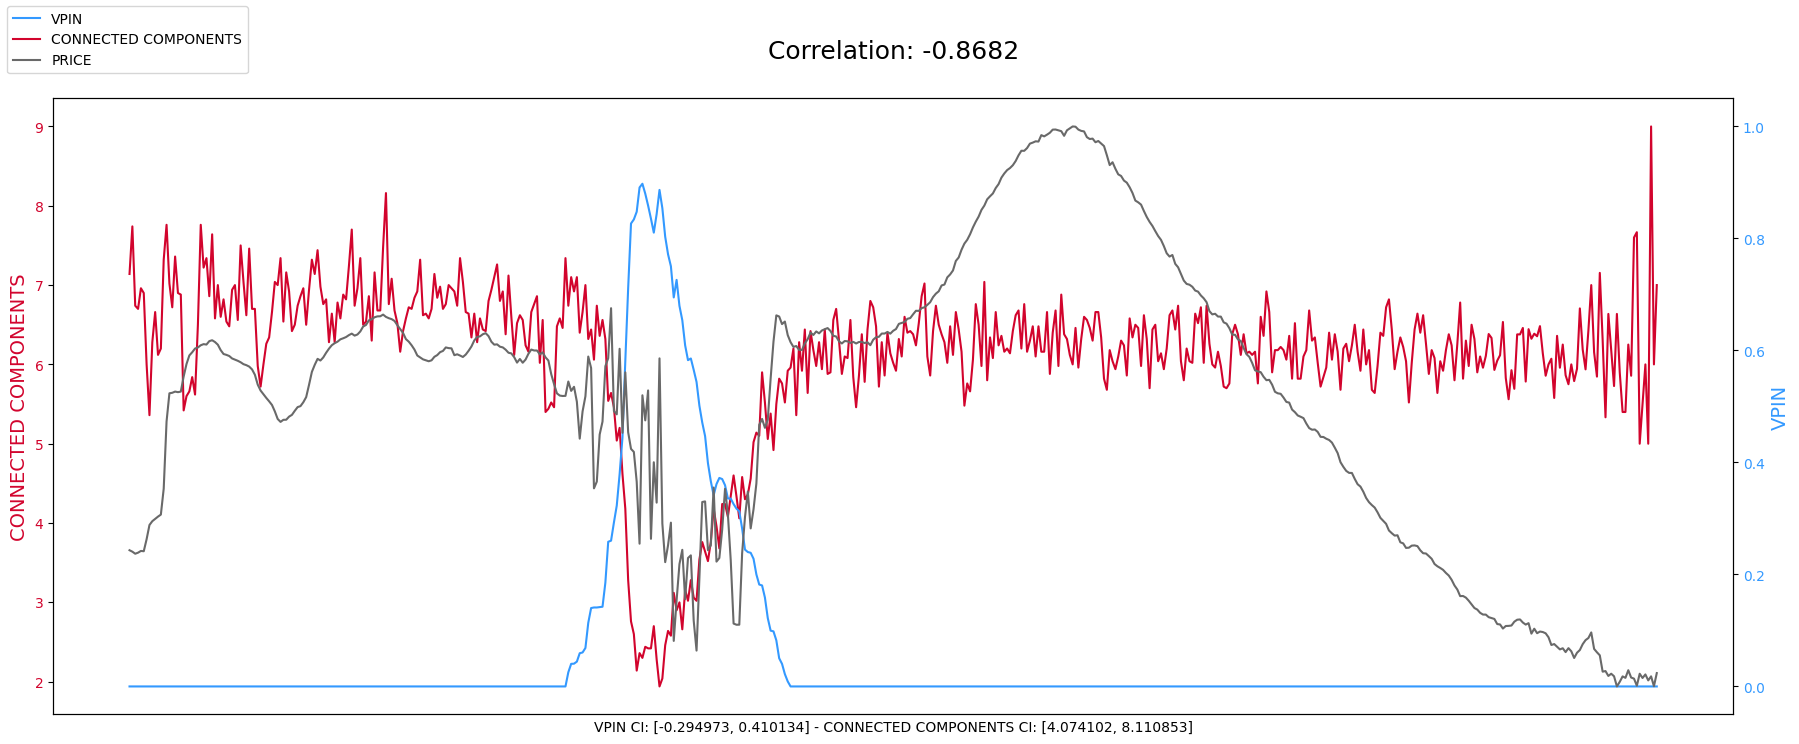 VPIN
CONNECTED COMPONENTS
PRICE
Correlation: -0.8682
9
8
7
6
5
4
3
2
CONNECTED COMPONENTS
1.0
0.8
0.6
0.4
0.2
0.0
VPIN
VPIN CI: [-0.294973, 0.410134] - CONNECTED COMPONENTS CI: [4.074102, 8.110853]